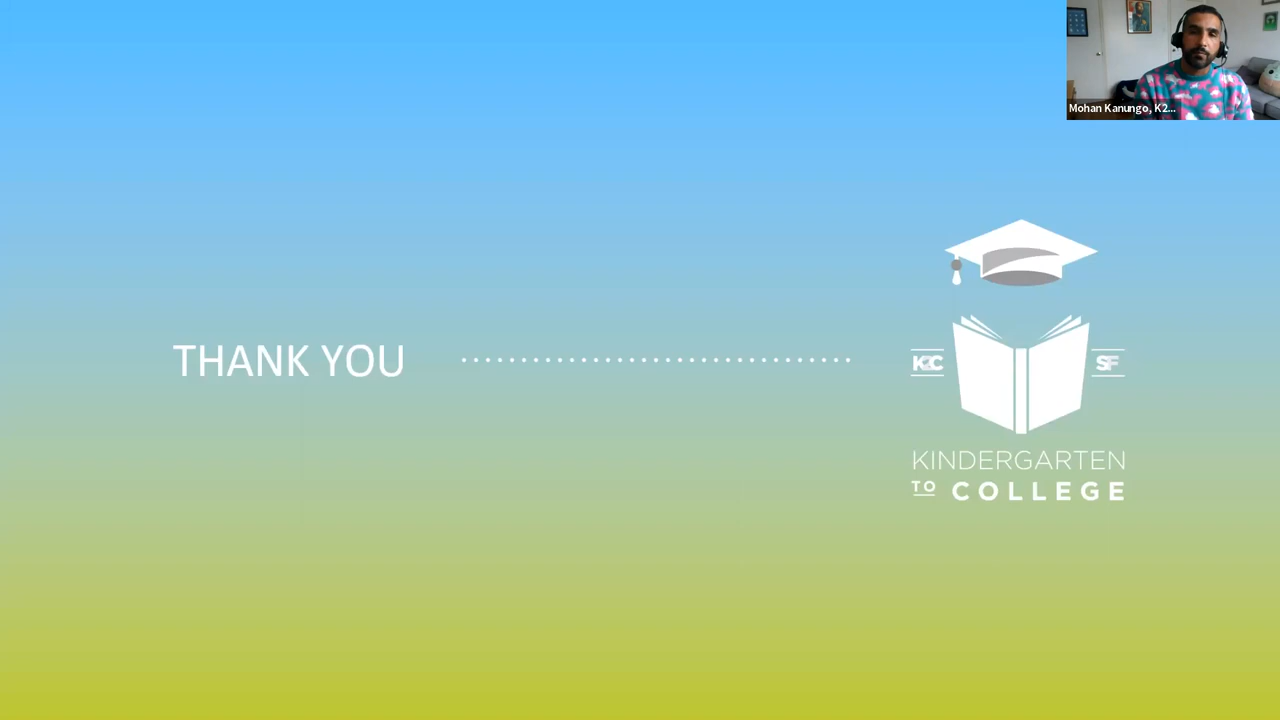 Mohan Kanungo, K2...
THANK YOU
K2C
SF
KINDERGARTEN
TO COLLEGE